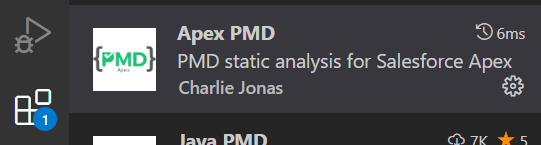 Apex PMD 6ms
{PMD}
Apex
PMD static analysis for Salesforce Apex
Charlie Jonas
1
Java PMD 7K 5